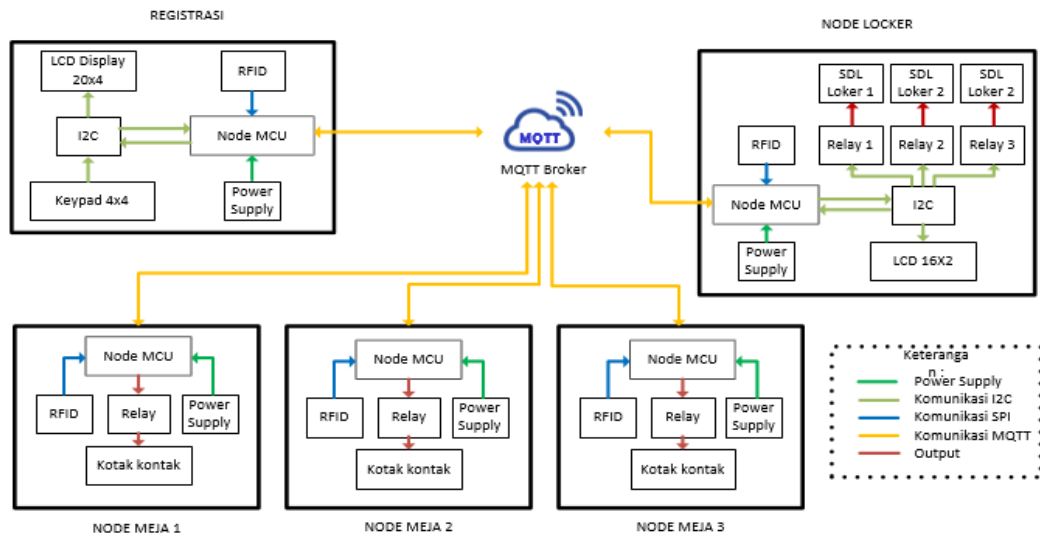 REGISTRASI
LCD Display
20x4
RFID
I2C
Node MCU
Keypad 4x4
Power
Supply
MQTT
MQTT Broker
NODE LOCKER
SDL
Loker 1
SDL
Loker 2
SDL
Loker 2
RFID
Relay 1
Relay 2
Relay 3
Node MCU
I2C
Power
Supply
LCD 16X2
Node MCU
RFID
Relay
Power
Supply
Kotak kontak
NODE MEJA 1
Node MCU
RFID
Relay
Power
Supply
Kotak kontak
NODE MEJA 2
Node MCU
RFID
Relay
Power
Supply
Kotak kontak
NODE MEJA 3
Keteranga
n :
Power Supply
Komunikasi I2C
Komunikasi SPI
Komunikasi MQTT
Output